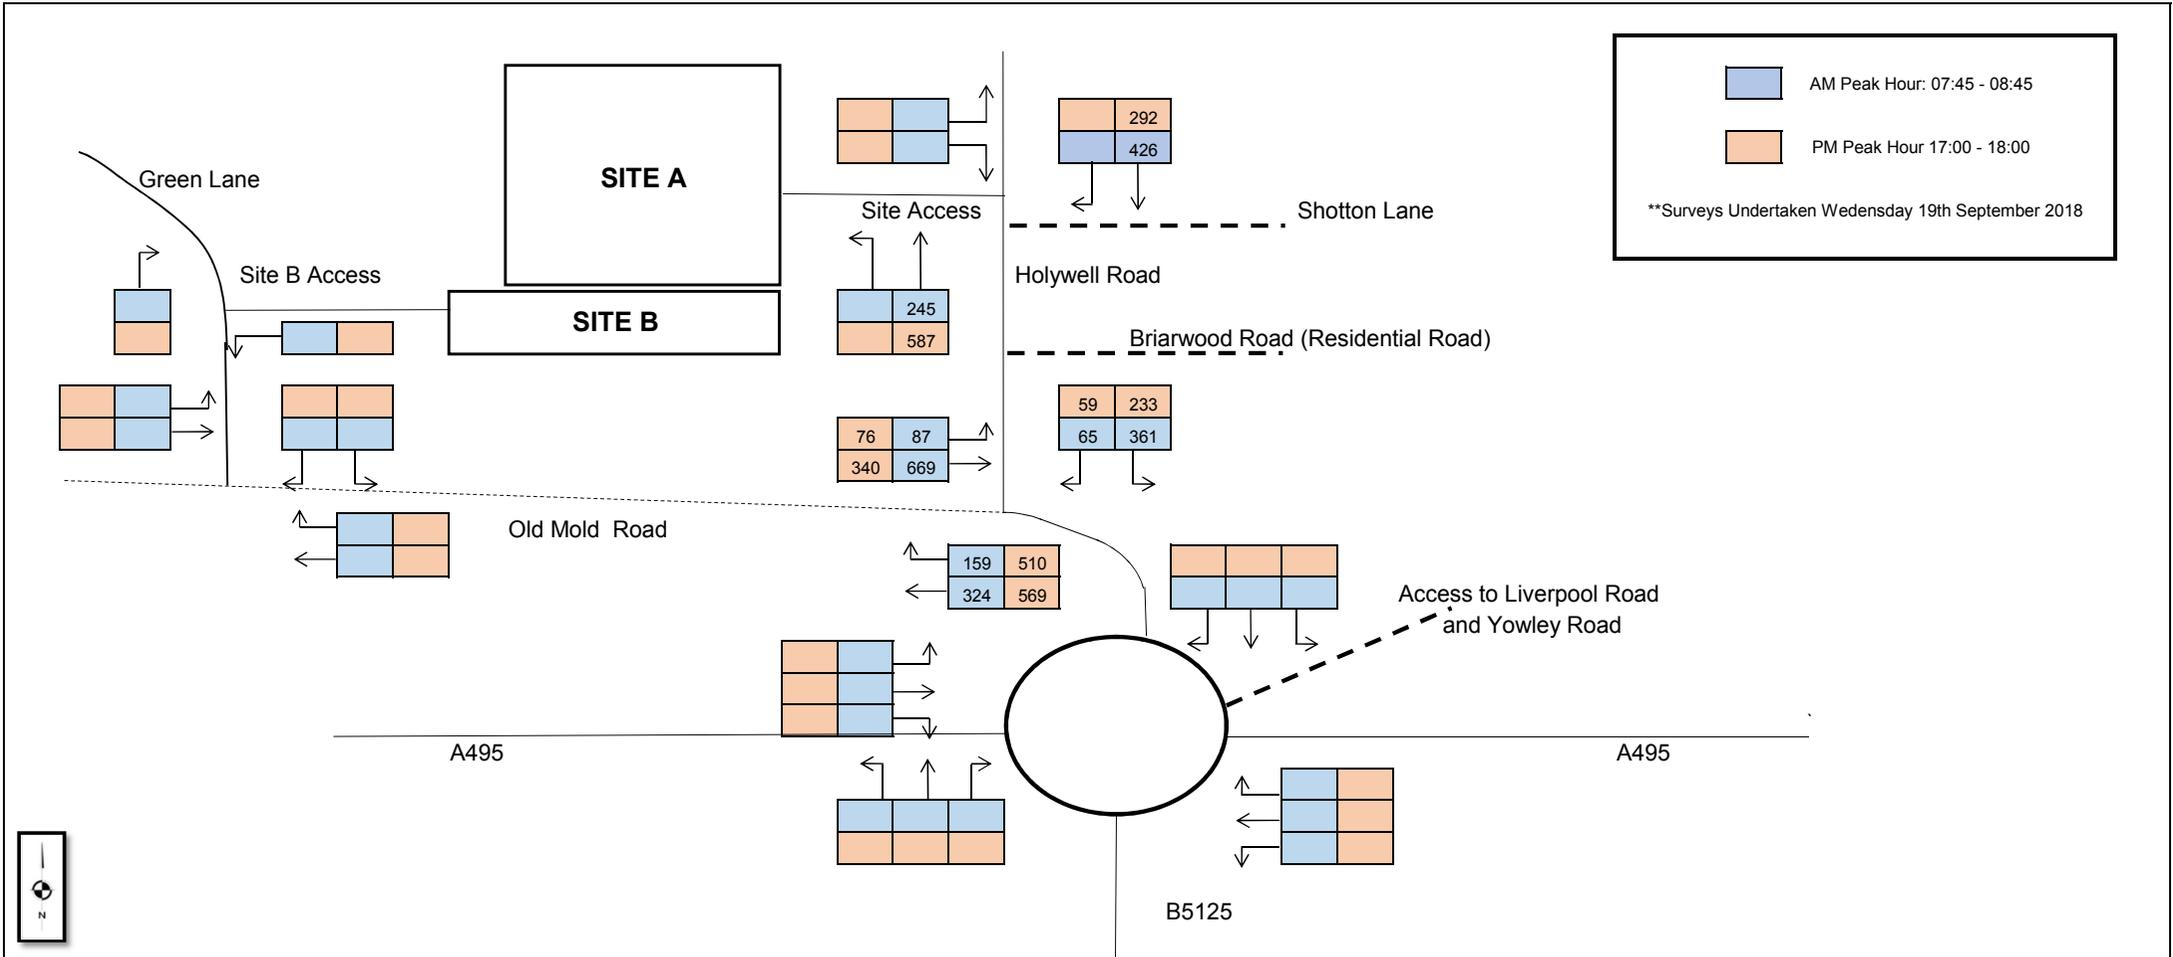 AM Peak Hour: 07:45 - 08:45
292
426
SITE A
PM Peak Hour 17:00 - 18:00
Green Lane
Site Access
Shotton Lane
**Surveys Undertaken Wedensday 19th September 2018
Site B Access
Holywell Road
SITE B
245
587
Briarwood Road (Residential Road)
59 233
65 361
76 87
340 669
Old Mold Road
159 510
324 569
Access to Liverpool Road
and Yowley Road
A495
A495
N
B5125